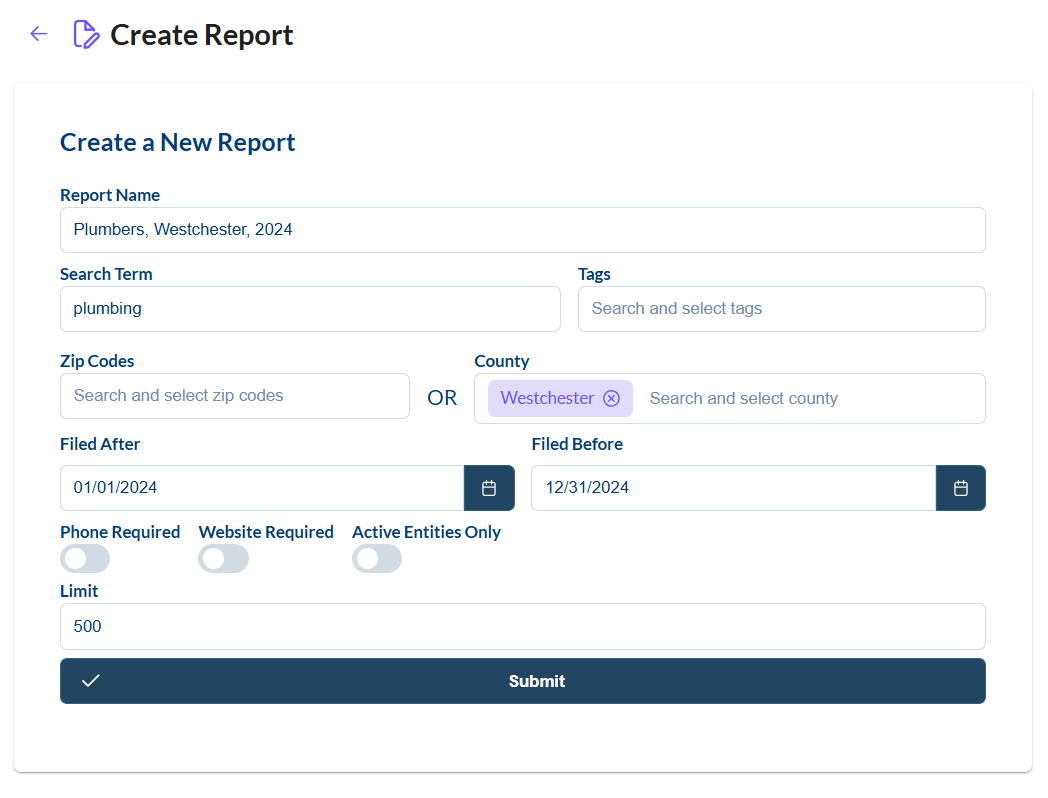 Create Report
Create a New Report
Report Name
Plumbers, Westchester, 2024
Search Term
Tags
plumbing
Search and select tags
Zip Codes
County
Search and select zip codes
OR
Westchester
Search and select county
Filed After
Filed Before
01/01/2024
12/31/2024
Phone Required
Website Required
Active Entities Only
Limit
500
Submit